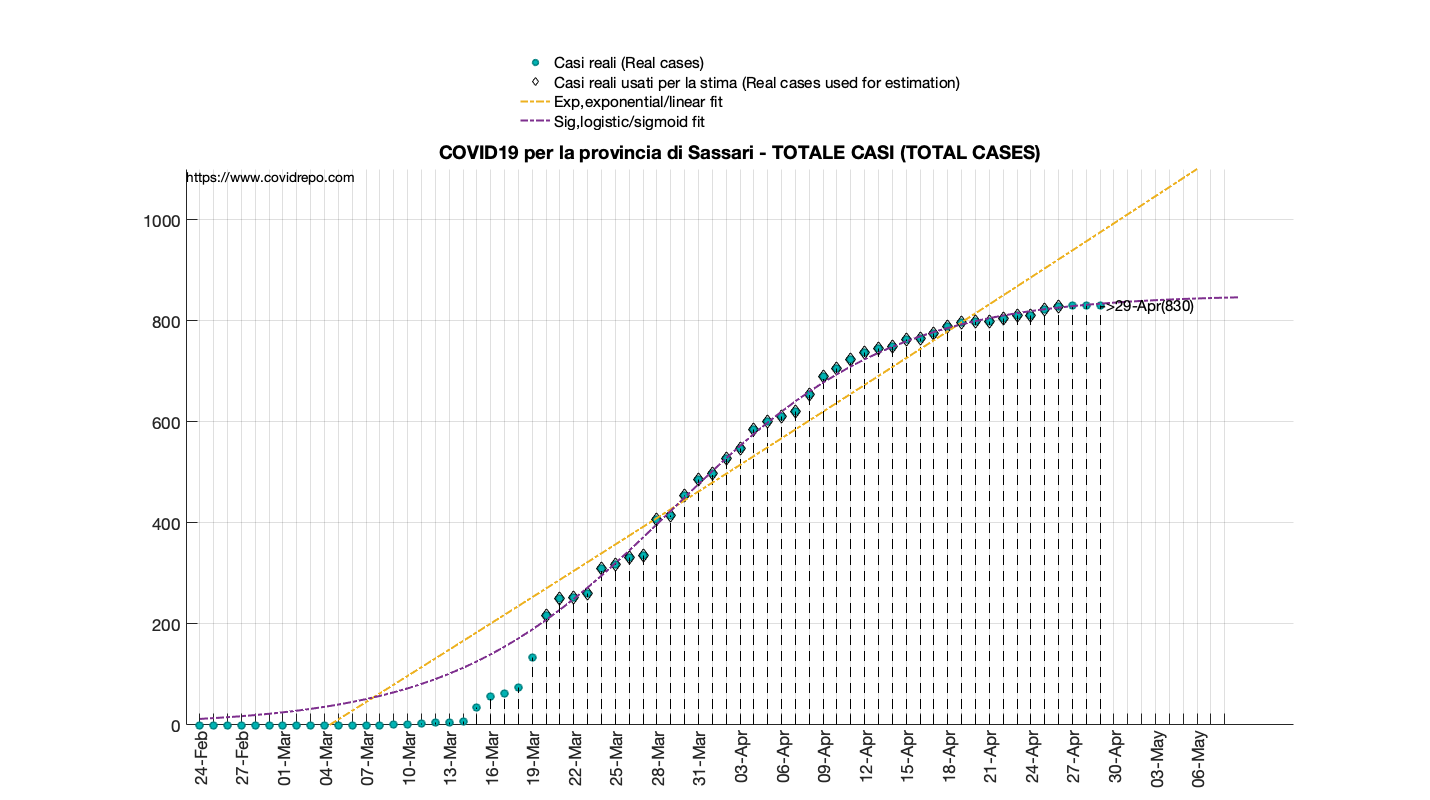 Casi reali (Real cases)
Casi reali usati per la stima (Real cases used for estimation)
Exp,exponential/linear fit
Sig,logistic/sigmoid fit
COVID19 per la provincia di Sassari - TOTALE CASI (TOTAL CASES)
https://www.covidrepo.com
1000
800
600
400
200
0
->29-Apr(830)
24-Feb
27-Feb
01-Mar
04-Mar
07-Mar
10-Mar
13-Mar
16-Mar
19-Mar
22-Mar
25-Mar
28-Mar
31-Mar
03-Apr
06-Apr
09-Apr
12-Apr
15-Apr
18-Apr
21-Apr
24-Apr
27-Apr
30-Apr
03-May
06-May